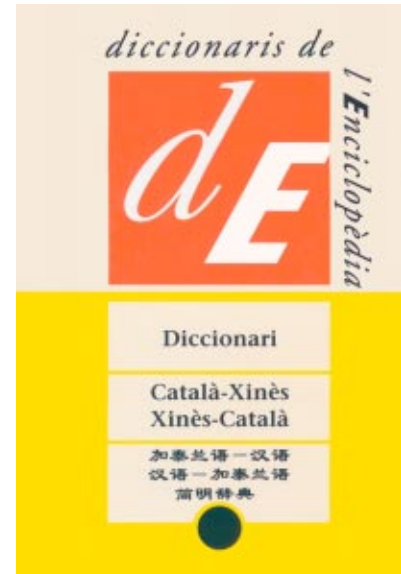 diccionaris de
l'Enciclopèdia
dE
Diccionari
Català-Xinès
Xinès-Català
加泰兰语－汉语
汉语－加泰兰语
简明辞典